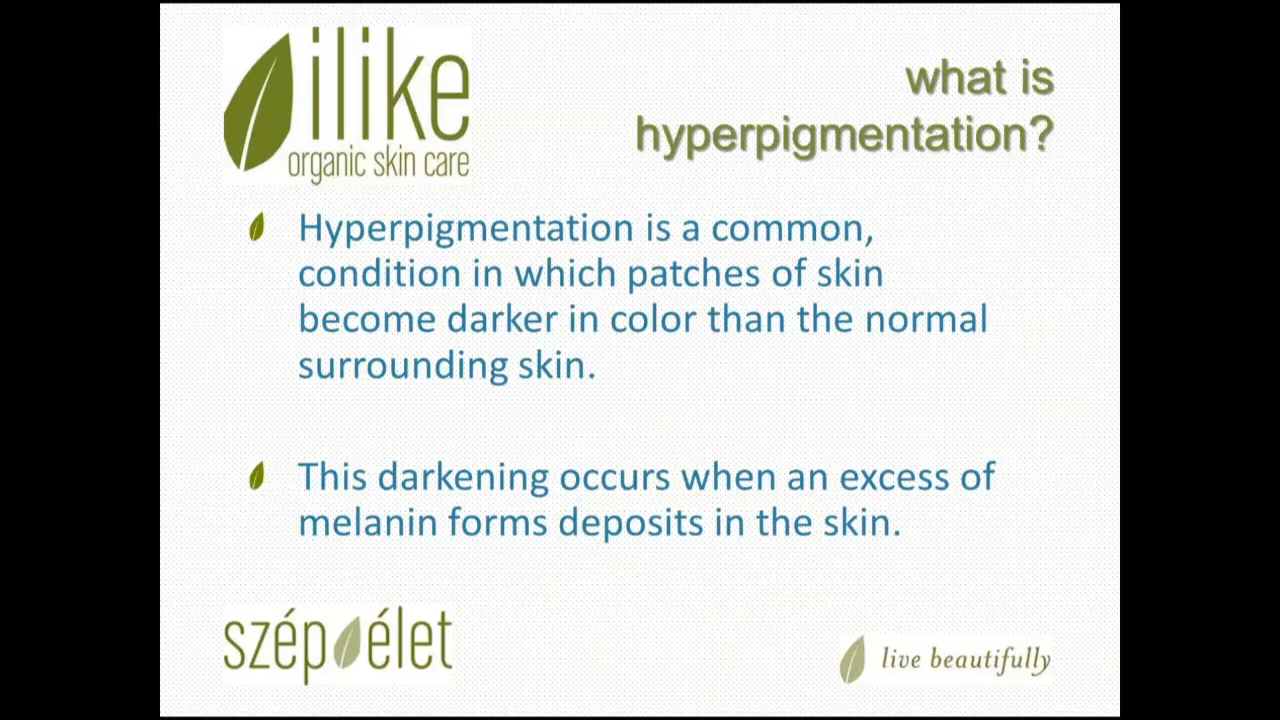 ilike
organic skin care
what is
hyperpigmentation?
Hyperpigmentation is a common,
condition in which patches of skin
become darker in color than the normal
surrounding skin.
This darkening occurs when an excess of
melanin forms deposits in the skin.
szép élet
live beautifully